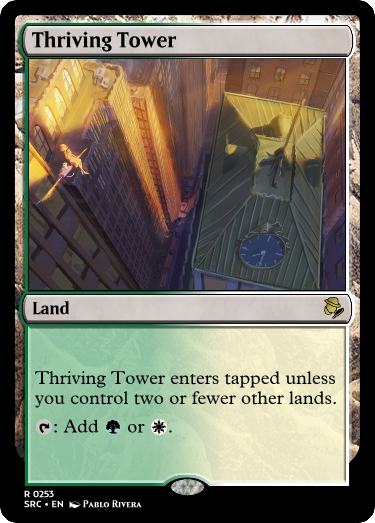 Thriving Tower
Land
Thriving Tower enters tapped unless
you control two or fewer other lands.
: Add or .
R 0253
SRC • EN Pablo Rivera